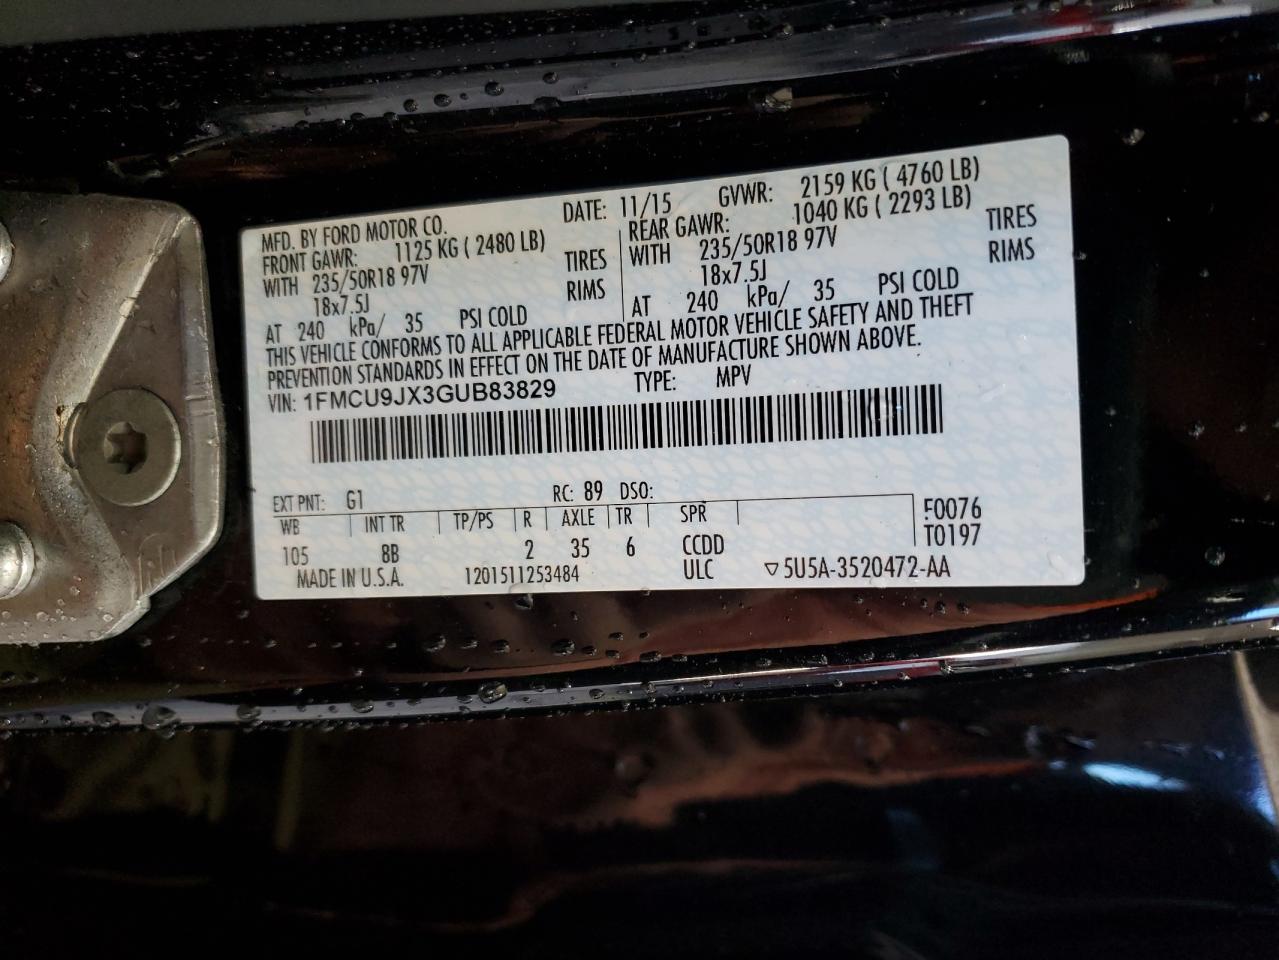 MFD. BY FORD MOTOR CO. DATE: 11/15 GVWR: 2159 KG ( 4760 LB)
FRONT GAWR: 1125 KG ( 2480 LB) REAR GAWR: 1040 KG ( 2293 LB)
WITH 235/50R18 97V TIRES WITH 235/50R18 97V TIRES
18x7.5J RIMS 18x7.5J RIMS
AT 240 kPa/ 35 PSI COLD AT 240 kPa/ 35 PSI COLD
THIS VEHICLE CONFORMS TO ALL APPLICABLE FEDERAL MOTOR VEHICLE SAFETY AND THEFT
PREVENTION STANDARDS IN EFFECT ON THE DATE OF MANUFACTURE SHOWN ABOVE.
VIN: 1FMCU9JX3GUB83829 TYPE: MPV
EXT PNT: G1 RC: 89 DSO:
WB INT TR TP/PS R AXLE TR SPR F0076
105 8B 2 35 6 CCDD T0197
MADE IN U.S.A. 1201511253484 ULC ▽5U5A-3520472-AA